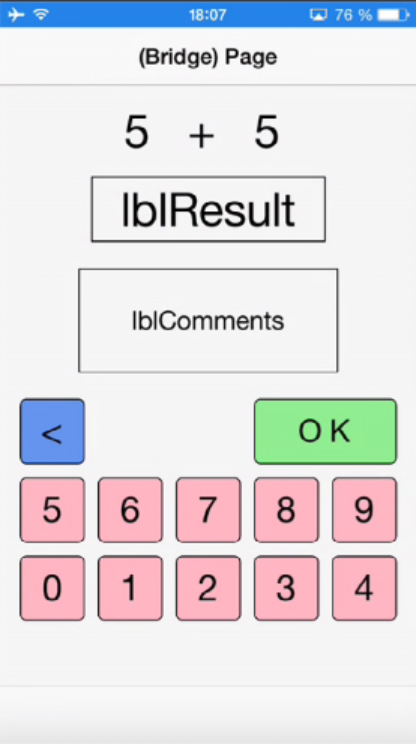 18:07 76 %
(Bridge) Page
5 + 5
lblResult
lblComments
< OK
5 6 7 8 9
0 1 2 3 4